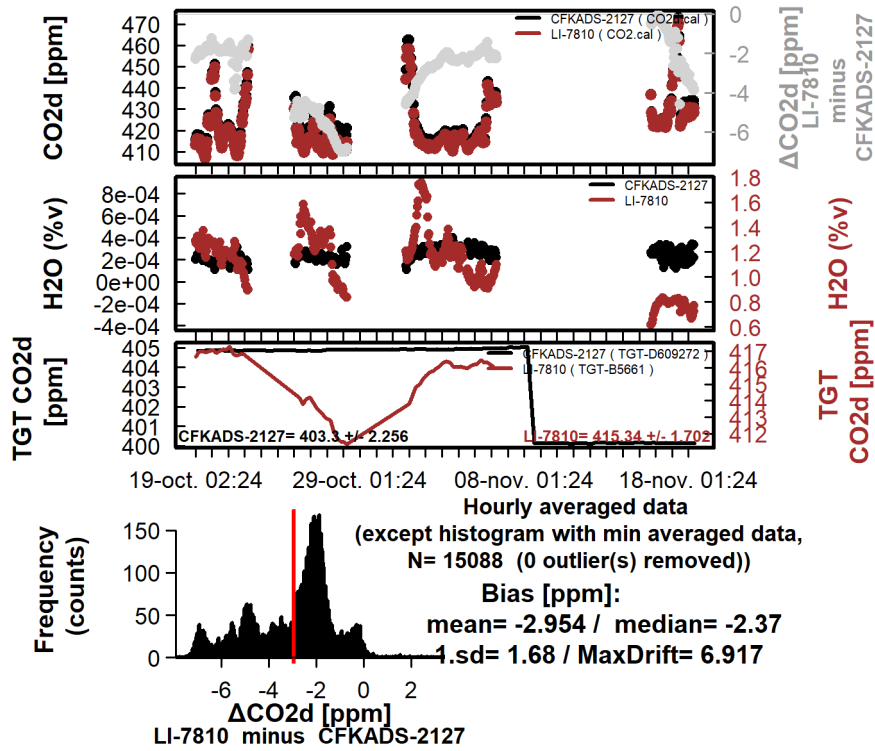 CO2d [ppm]
470
460
450
440
430
420
410
CFKADS-2127 ( CO2d.cal )
LI-7810 ( CO2.cal )
0
-2
-4
-6
ΔCO2d [ppm]
LI-7810
minus
CFKADS-2127
H2O (%v)
8e-04
6e-04
4e-04
2e-04
0e+00
-2e-04
-4e-04
CFKADS-2127
LI-7810
1.8
1.6
1.4
1.2
1.0
0.8
0.6
H2O (%v)
TGT CO2d
[ppm]
405
404
403
402
401
400
CFKADS-2127 ( TGT-D609272 )
LI-7810 ( TGT-B5661 )
CFKADS-2127= 403.3 +/- 2.256
LI-7810= 415.34 +/- 1.702
417
416
415
414
413
412
TGT
CO2d [ppm]
19-oct. 02:24
29-oct. 01:24
08-nov. 01:24
18-nov. 01:24
Hourly averaged data
(except histogram with min averaged data,
N= 15088 (0 outlier(s) removed))
Bias [ppm]:
mean= -2.954 / median= -2.37
1.sd= 1.68 / MaxDrift= 6.917
Frequency
(counts)
150
100
50
0
-6
-4
-2
0
2
ΔCO2d [ppm]
LI-7810 minus CFKADS-2127